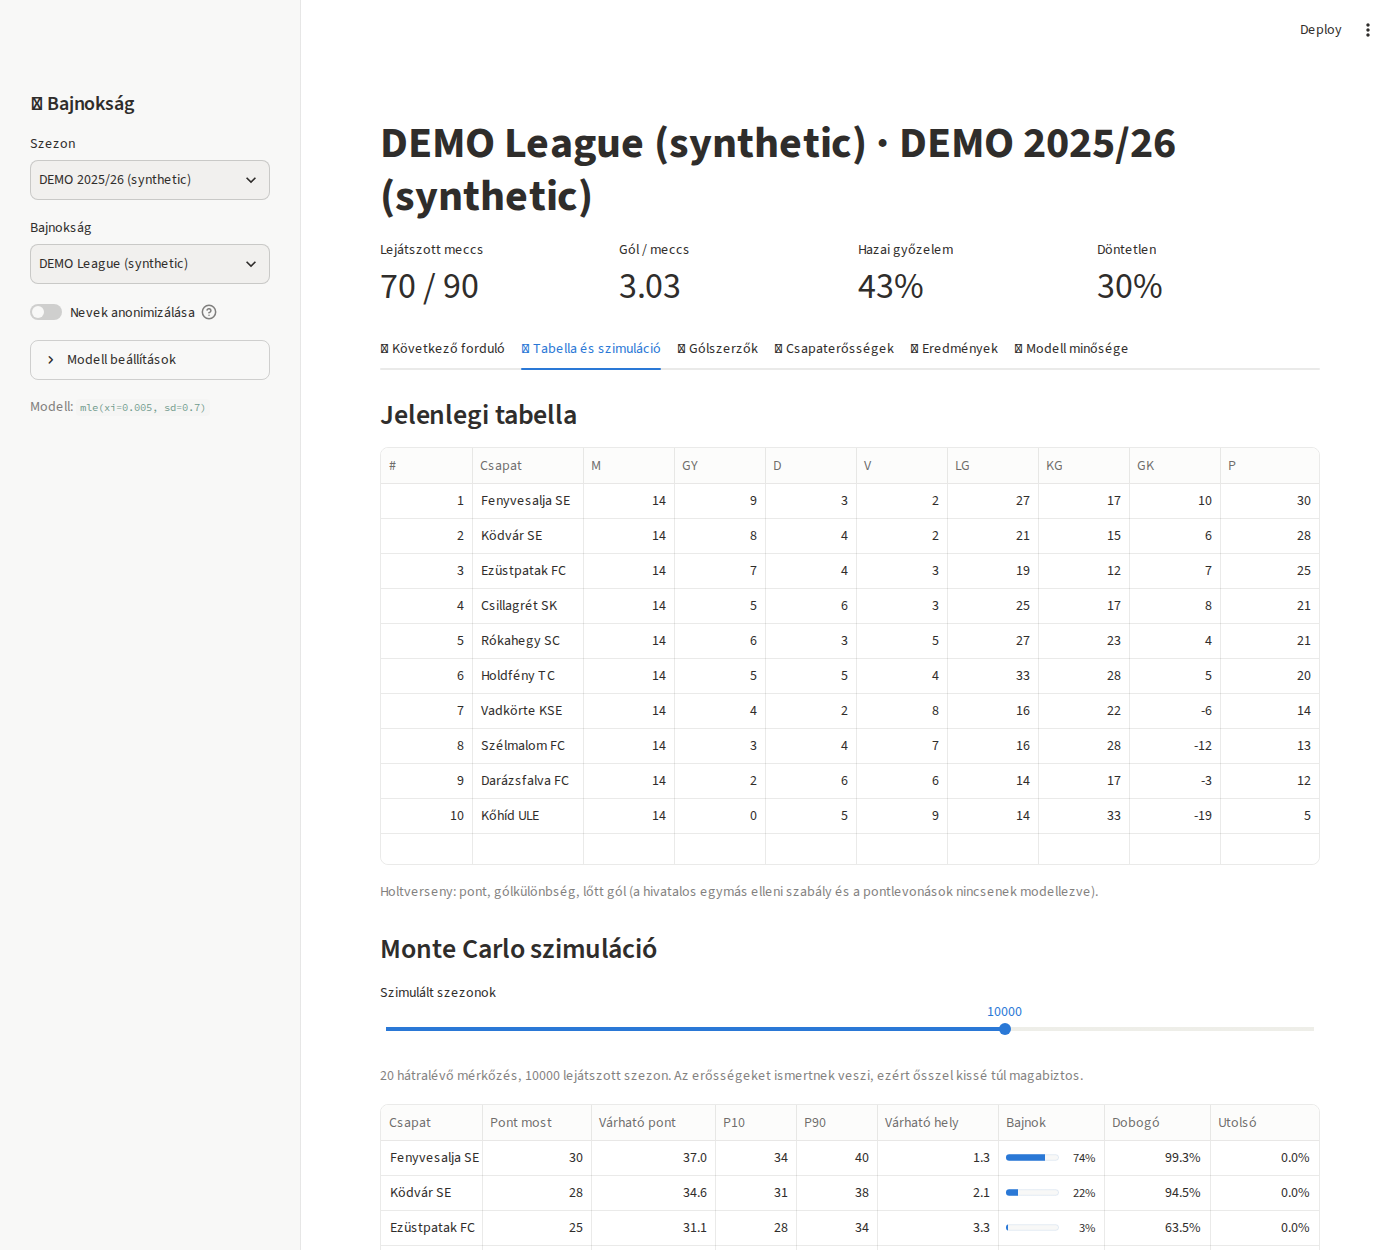 Deploy
Bajnokság
Szezon
DEMO 2025/26 (synthetic)
Bajnokság
DEMO League (synthetic)
Nevek anonimizálása
Modell beállítások
Modell: mle(xi=0.005, sd=0.7)
DEMO League (synthetic) · DEMO 2025/26
(synthetic)
Lejátszott meccs Gól / meccs Hazai győzelem Döntetlen
70 / 90 3.03 43% 30%
Következő forduló Tabella és szimuláció Gólszerzők Csapaterősségek Eredmények Modell minősége
Jelenlegi tabella
# Csapat M GY D V LG KG GK P
1 Fenyvesalja SE 14 9 3 2 27 17 10 30
2 Ködvár SE 14 8 4 2 21 15 6 28
3 Ezüstpatak FC 14 7 4 3 19 12 7 25
4 Csillagrét SK 14 5 6 3 25 17 8 21
5 Rókahegy SC 14 6 3 5 27 23 4 21
6 Holdfény TC 14 5 5 4 33 28 5 20
7 Vadkörte KSE 14 4 2 8 16 22 -6 14
8 Szélmalom FC 14 3 4 7 16 28 -12 13
9 Darázsfalva FC 14 2 6 6 14 17 -3 12
10 Kőhíd ULE 14 0 5 9 14 33 -19 5
Holtverseny: pont, gólkülönbség, lőtt gól (a hivatalos egymás elleni szabály és a pontlevonások nincsenek modellezve).
Monte Carlo szimuláció
Szimulált szezonok
10000
20 hátralévő mérkőzés, 10000 lejátszott szezon. Az erősségeket ismertnek veszi, ezért ősszel kissé túl magabiztos.
Csapat Pont most Várható pont P10 P90 Várható hely Bajnok Dobogó Utolsó
Fenyvesalja SE 30 37.0 34 40 1.3 74% 99.3% 0.0%
Ködvár SE 28 34.6 31 38 2.1 22% 94.5% 0.0%
Ezüstpatak FC 25 31.1 28 34 3.3 3% 63.5% 0.0%